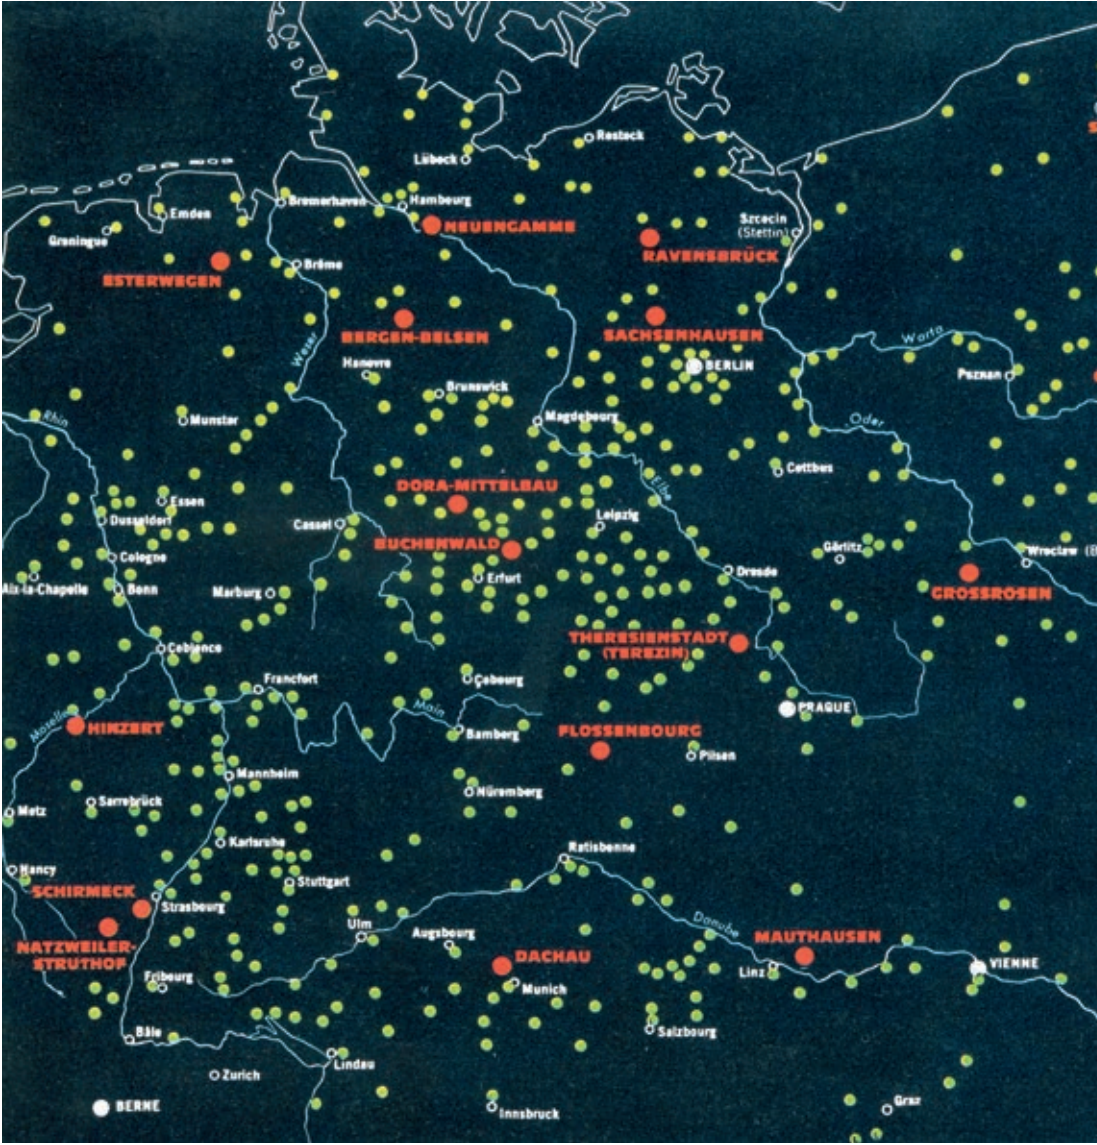 Rosteck
Lübeck
Bremerhaven
Hambourg
Emden
NEUENGAMME
Szcecin
(Stettin)
Groningue
RAVENSBRÜCK
ESTERWEGEN
Brême
BERGEN-BELSEN
SACHSENHAUSEN
Weser
Warta
Hanovre
BERLIN
Poznan
Brunswick
Rhin
Munster
Magdebourg
Oder
Cottbus
DORA-MITTELBAU
Elbe
Essen
Dusseldorf
Cassel
Leipzig
BUCHENWALD
Görlitz
Wroclaw (B
Cologne
Erfurt
Dresde
Aix-la-Chapelle
Bonn
Marburg
GROSSROSEN
THERESIENSTADT
(TEREZIN)
Coblence
Francfort
Cobourg
Main
PRAGUE
Moselle
HINZERT
Bamberg
FLOSSENBOURG
Pilsen
Mannheim
Nüremberg
Sarrebrück
Metz
Karlsruhe
Ratisbonne
Nancy
Stuttgart
SCHIRMECK
Strasbourg
Danube
NATZWEILER-
STRUTHOF
Ulm
Augsbourg
MAUTHAUSEN
DACHAU
Linz
VIENNE
Fribourg
Munich
Bâle
Salzbourg
Lindau
Zurich
BERNE
Innsbruck
Graz